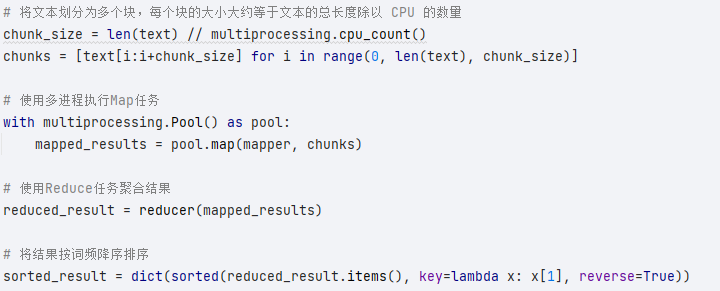 # 将文本划分为多个块，每个块的大小大约等于文本的总长度除以 CPU 的数量
chunk_size = len(text) // multiprocessing.cpu_count()
chunks = [text[i:i+chunk_size] for i in range(0, len(text), chunk_size)]
# 使用多进程执行Map任务
with multiprocessing.Pool() as pool:
    mapped_results = pool.map(mapper, chunks)
# 使用Reduce任务聚合结果
reduced_result = reducer(mapped_results)
# 将结果按词频降序排序
sorted_result = dict(sorted(reduced_result.items(), key=lambda x: x[1], reverse=True))